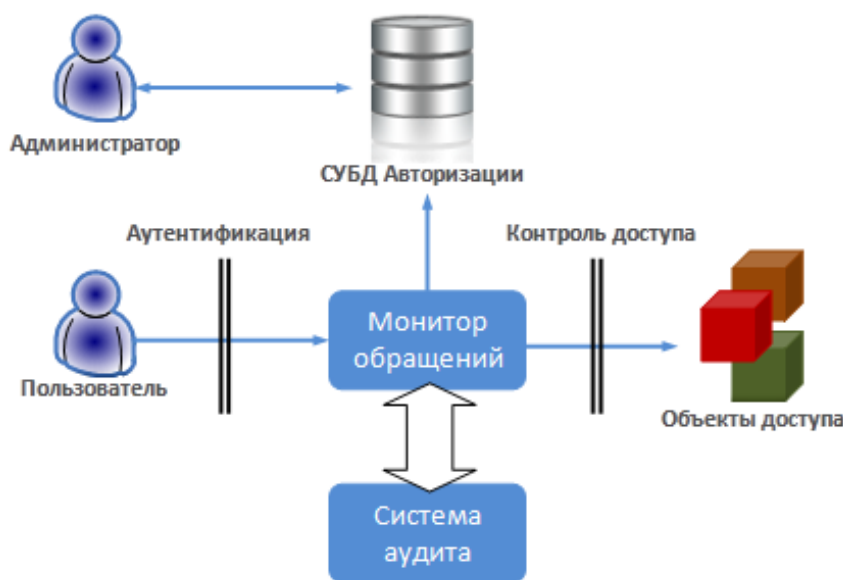 Администратор
СУБД Авторизации
Аутентификация
Контроль доступа
Пользователь
Монитор
обращений
Объекты доступа
Система
аудита